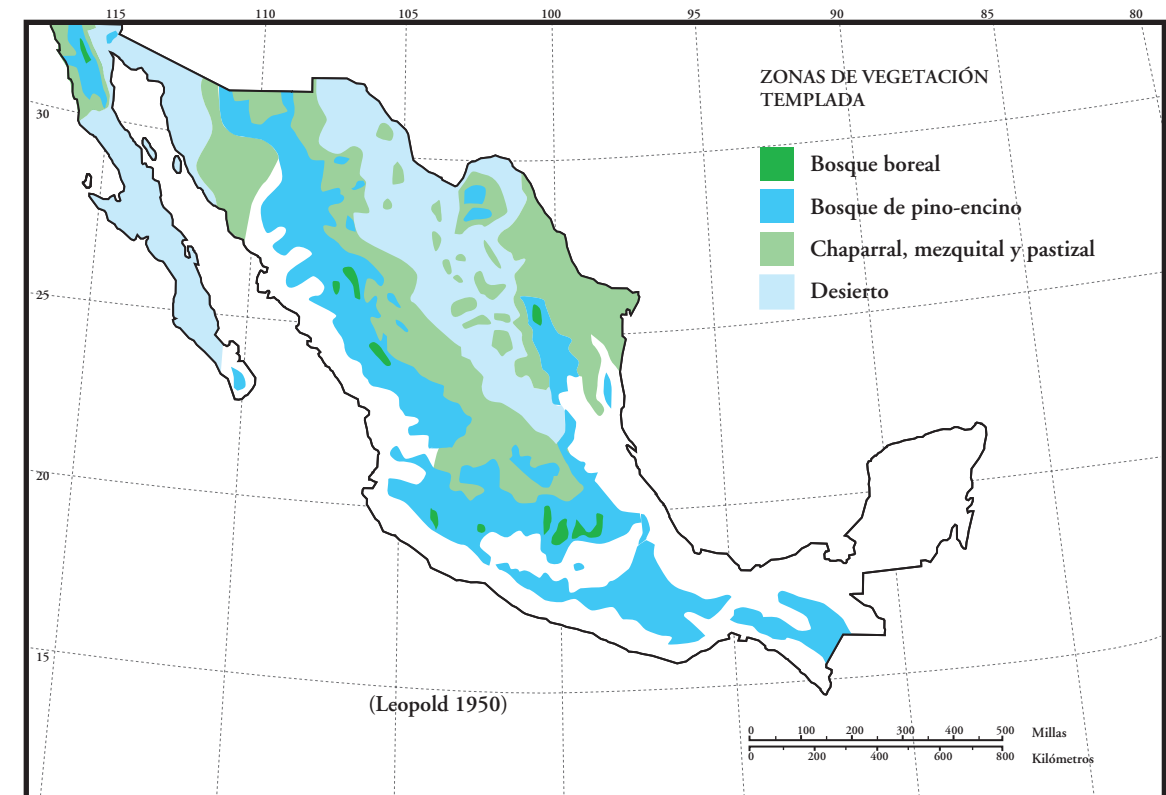 115 110 105 100 95 90 85 80
ZONAS DE VEGETACIÓN
TEMPLADA
30
Bosque boreal
Bosque de pino-encino
Chaparral, mezquital y pastizal
25
Desierto
20
15
(Leopold 1950)
0 100 200 300 400 500 Millas
0 200 400 600 800 Kilómetros